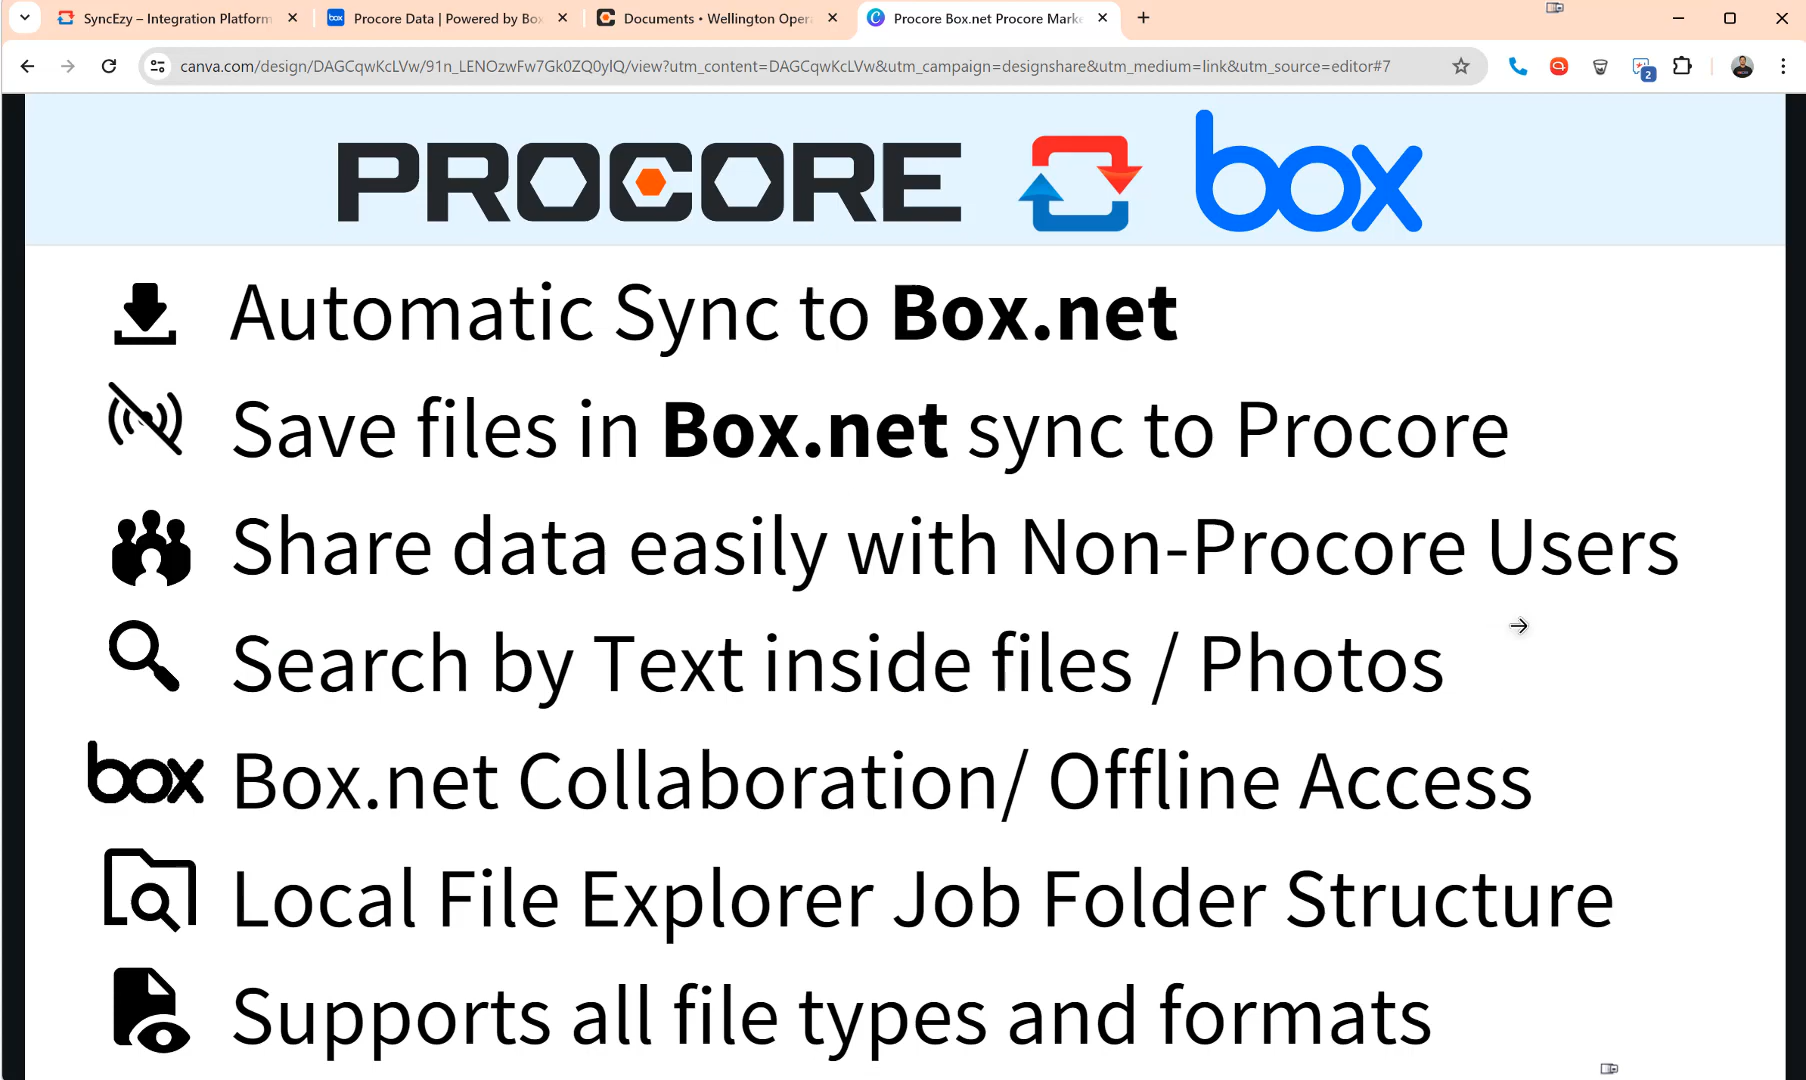 SyncEzy – Integration Platform
Procore Data | Powered by Box
Documents • Wellington Oper
Procore Box.net Procore Mark
canva.com/design/DAGCqwKcLVw/91n_LENOzwFw7Gk0ZQ0ylQ/view?utm_content=DAGCqwKcLVw&utm_campaign=designshare&utm_medium=link&utm_source=editor#7
2
PROCORE box
Automatic Sync to Box.net
Save files in Box.net sync to Procore
Share data easily with Non-Procore Users
Search by Text inside files / Photos
box Box.net Collaboration/ Offline Access
Local File Explorer Job Folder Structure
Supports all file types and formats